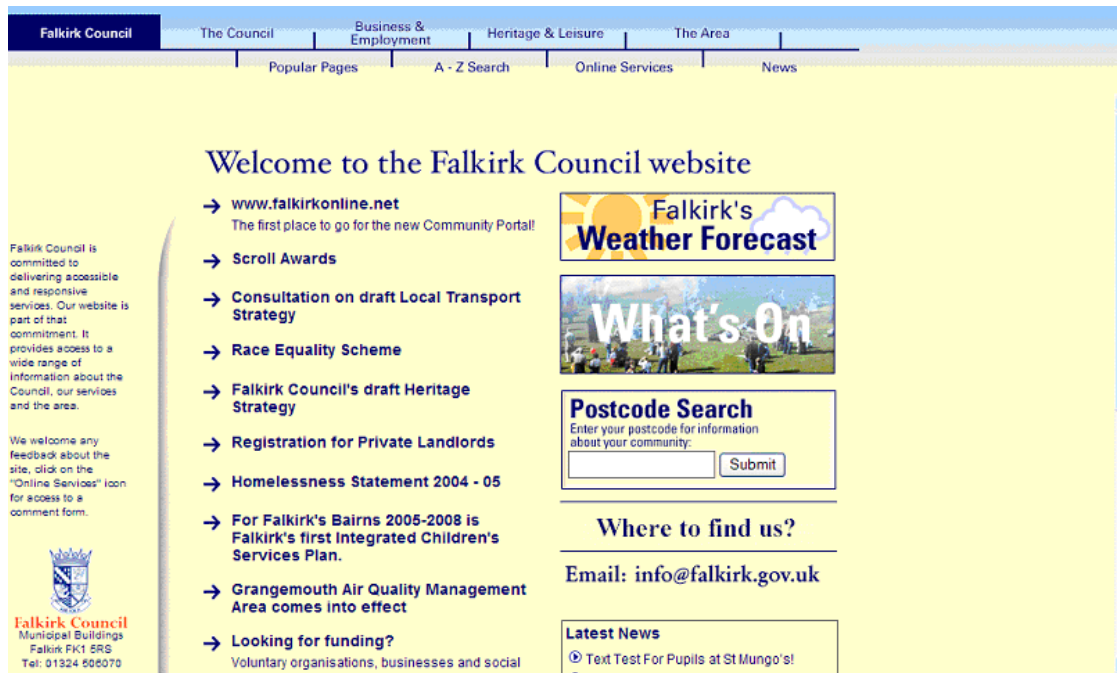 Falkirk Council
The Council
Business &
Employment
Heritage & Leisure
The Area
Popular Pages
A - Z Search
Online Services
News
Welcome to the Falkirk Council website
www.falkirkonline.net
The first place to go for the new Community Portal!
Scroll Awards
Consultation on draft Local Transport
Strategy
Race Equality Scheme
Falkirk Council's draft Heritage
Strategy
Registration for Private Landlords
Homelessness Statement 2004 - 05
For Falkirk's Bairns 2005-2008 is
Falkirk's first Integrated Children's
Services Plan.
Grangemouth Air Quality Management
Area comes into effect
Looking for funding?
Voluntary organisations, businesses and social
Falkirk's
Weather Forecast
What's On
Postcode Search
Enter your postcode for information
about your community:
Submit
Where to find us?
Email: info@falkirk.gov.uk
Latest News
Text Test For Pupils at St Mungo's!
Falkirk Council is
committed to
delivering accessible
and responsive
services. Our website is
part of that
commitment. It
provides access to a
wide range of
information about the
Council, our services
and the area.
We welcome any
feedback about the
site, click on the
"Online Services" icon
for access to a
comment form.
Falkirk Council
Municipal Buildings
Falkirk FK1 5RS
Tel: 01324 506070